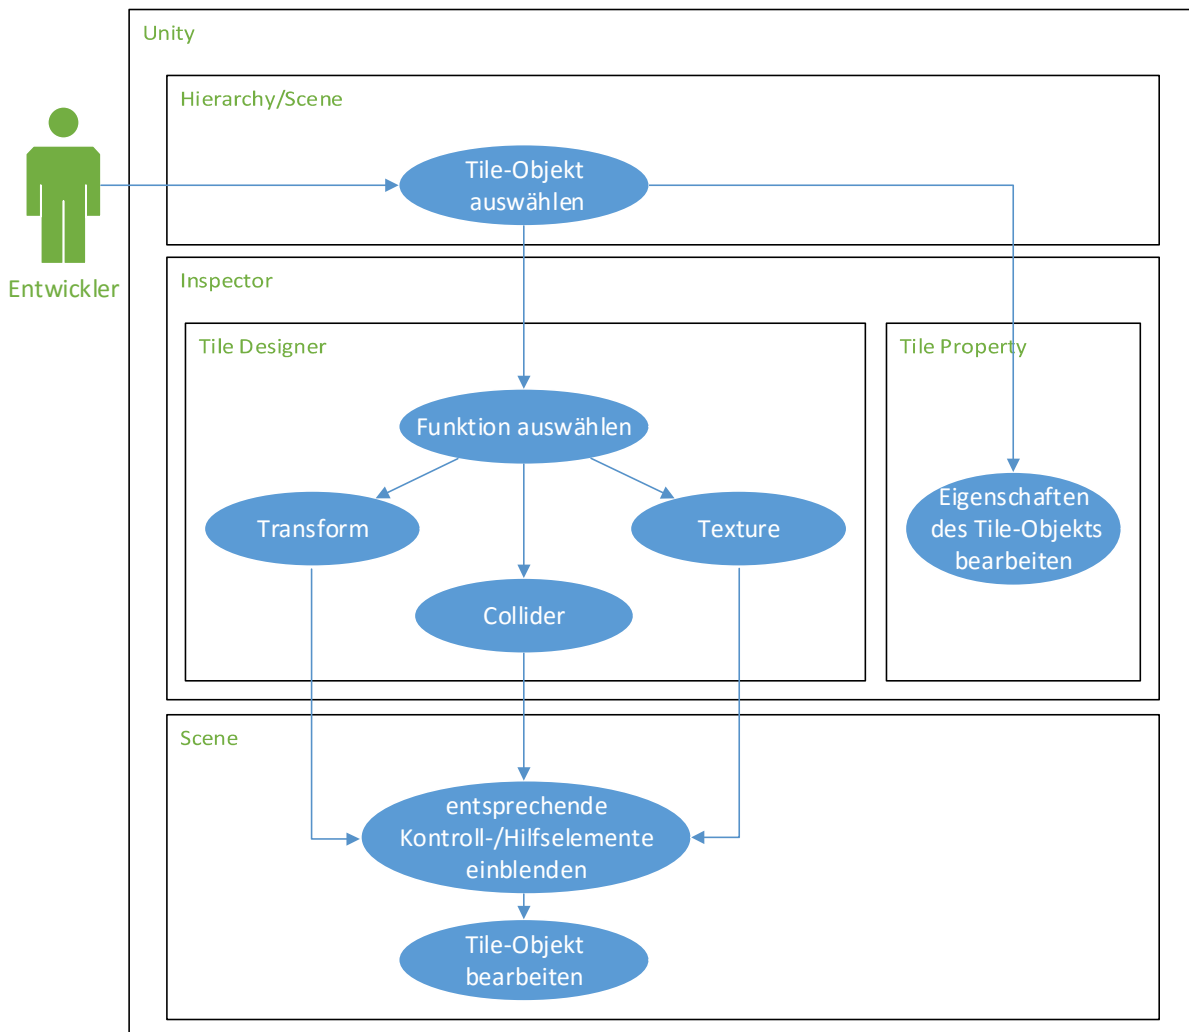 Unity
Hierarchy/Scene
Tile-Objekt
auswählen
Entwickler
Inspector
Tile Designer
Tile Property
Funktion auswählen
Transform
Texture
Eigenschaften
des Tile-Objekts
bearbeiten
Collider
Scene
entsprechende
Kontroll-/Hilfselemente
einblenden
Tile-Objekt
bearbeiten